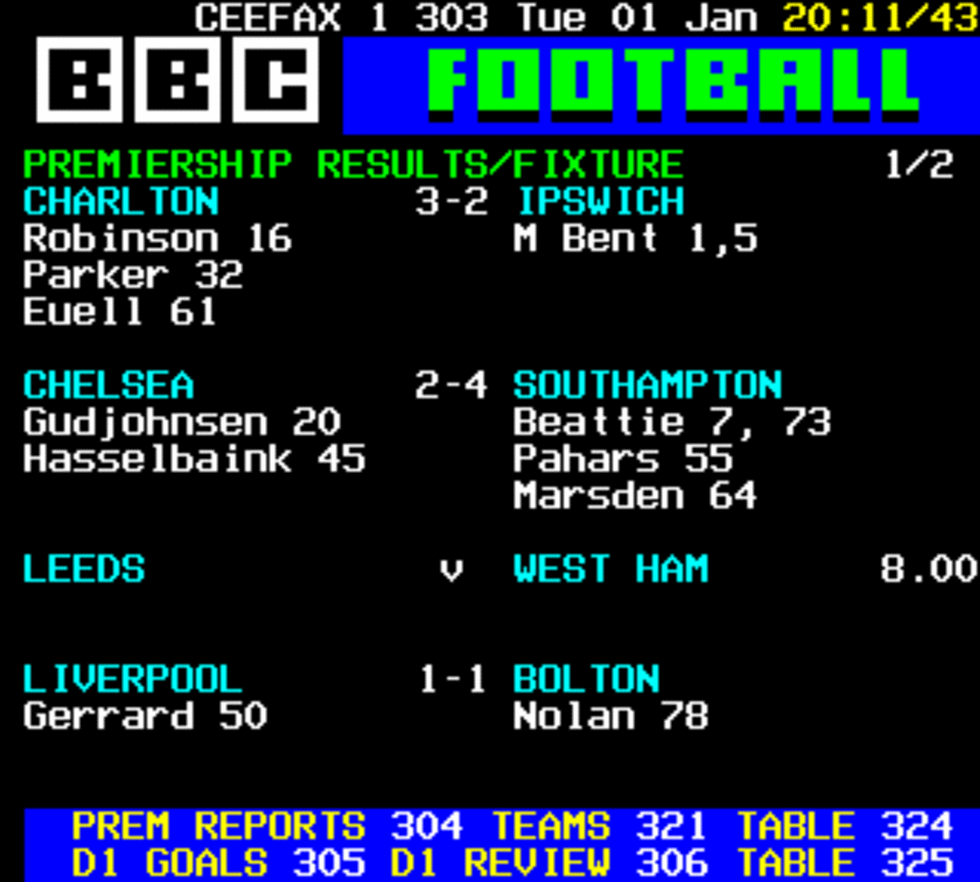 CEEFAX 1 303 Tue 01 Jan 20:11/43
BBC FOOTBALL
PREMIERSHIP RESULTS/FIXTURE 1/2
CHARLTON 3-2 IPSWICH
Robinson 16 M Bent 1,5
Parker 32
Euell 61
CHELSEA 2-4 SOUTHAMPTON
Gudjohnsen 20 Beattie 7, 73
Hasselbaink 45 Pahars 55
Marsden 64
LEEDS v WEST HAM 8.00
LIVERPOOL 1-1 BOLTON
Gerrard 50 Nolan 78
PREM REPORTS 304 TEAMS 321 TABLE 324
D1 GOALS 305 D1 REVIEW 306 TABLE 325